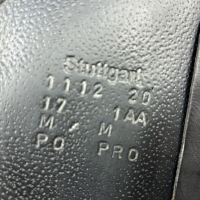 Stuttgart
1112 20
17 1AA
M / M
PO PRO